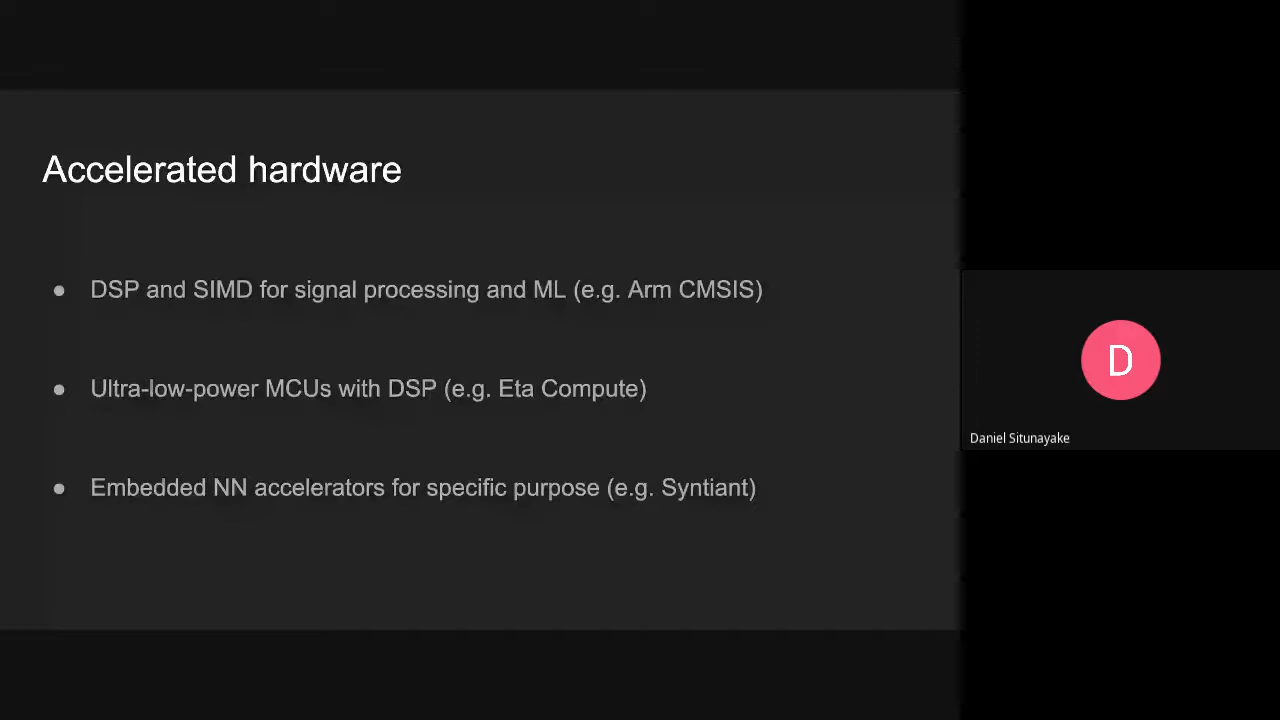 Accelerated hardware
● DSP and SIMD for signal processing and ML (e.g. Arm CMSIS)
● Ultra-low-power MCUs with DSP (e.g. Eta Compute)
● Embedded NN accelerators for specific purpose (e.g. Syntiant)
D
Daniel Situnayake